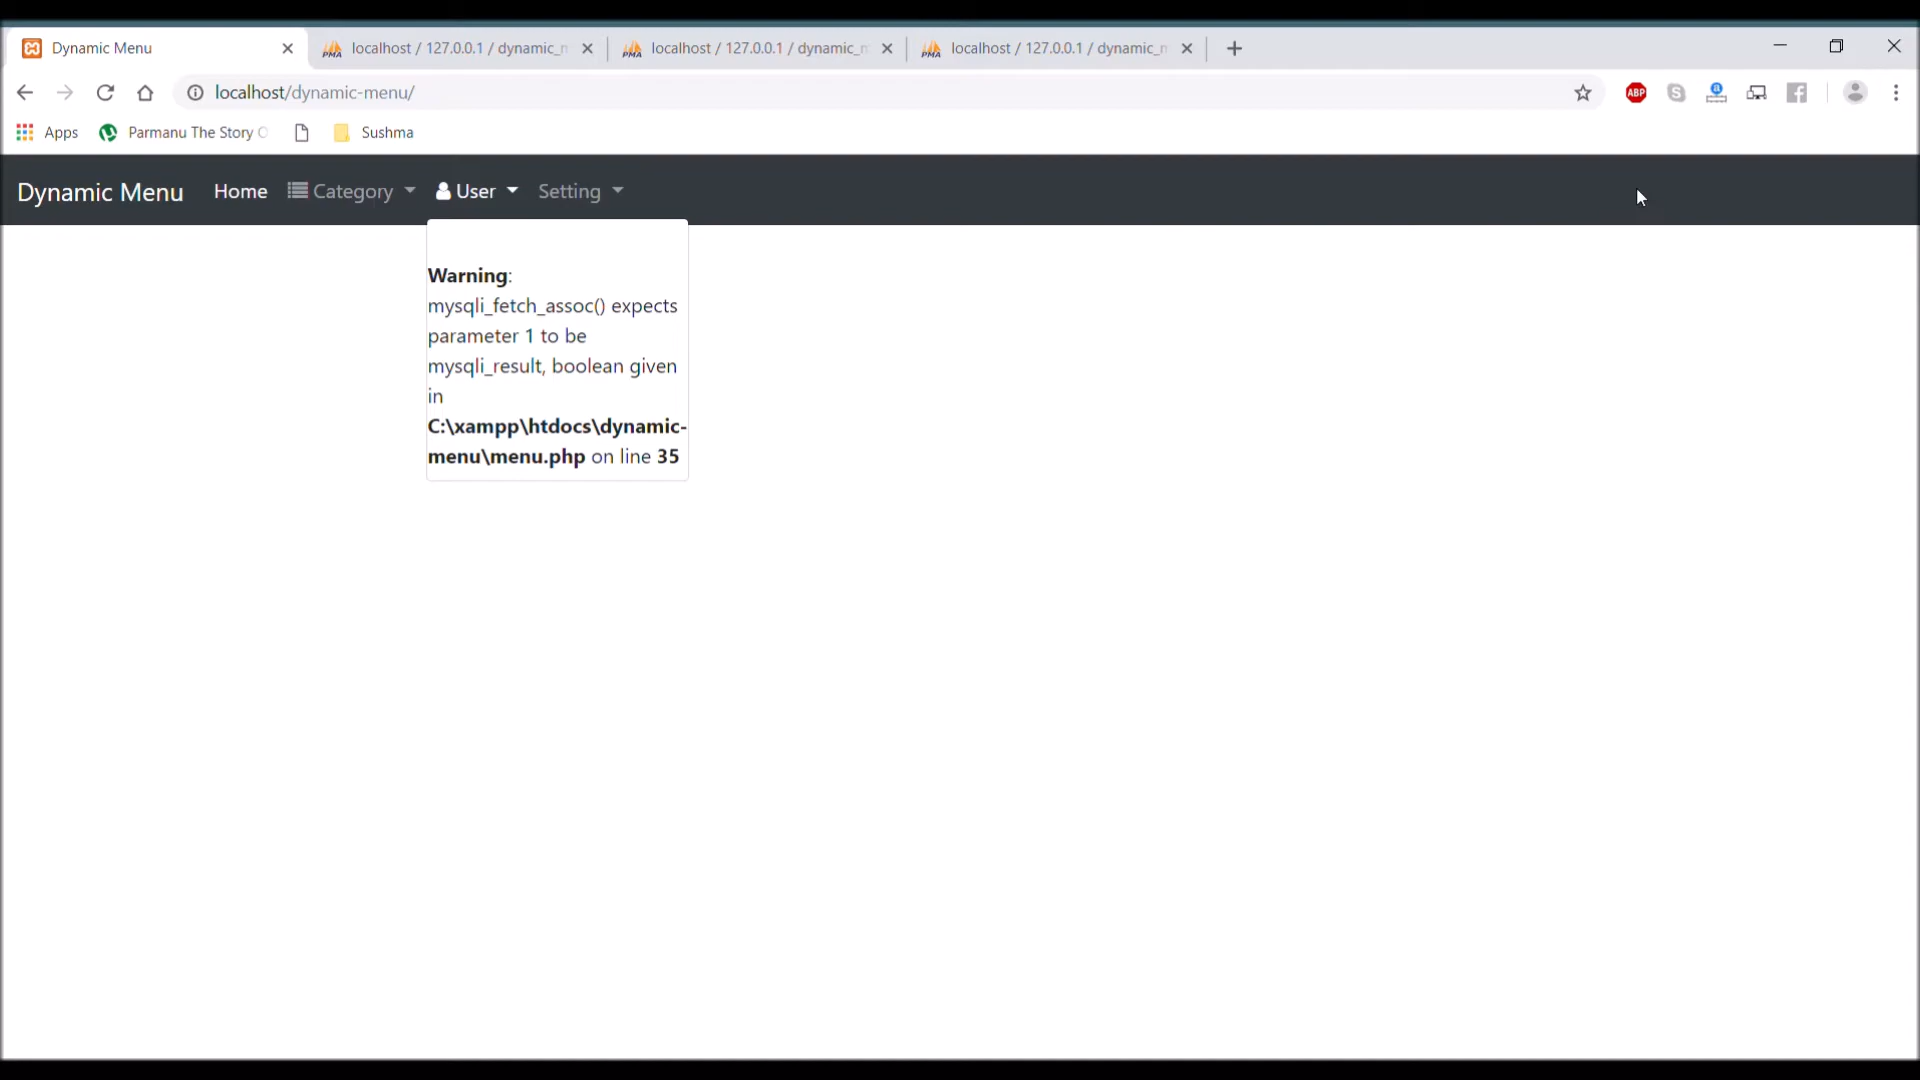 Dynamic Menu
localhost / 127.0.0.1 / dynamic_n
localhost / 127.0.0.1 / dynamic_n
localhost / 127.0.0.1 / dynamic_n
localhost/dynamic-menu/
ABP
Apps
Parmanu The Story
Sushma
Dynamic Menu
Home
Category
User
Setting
Warning:
mysqli_fetch_assoc() expects
parameter 1 to be
mysqli_result, boolean given
in
C:\xampp\htdocs\dynamic-
menu\menu.php on line 35